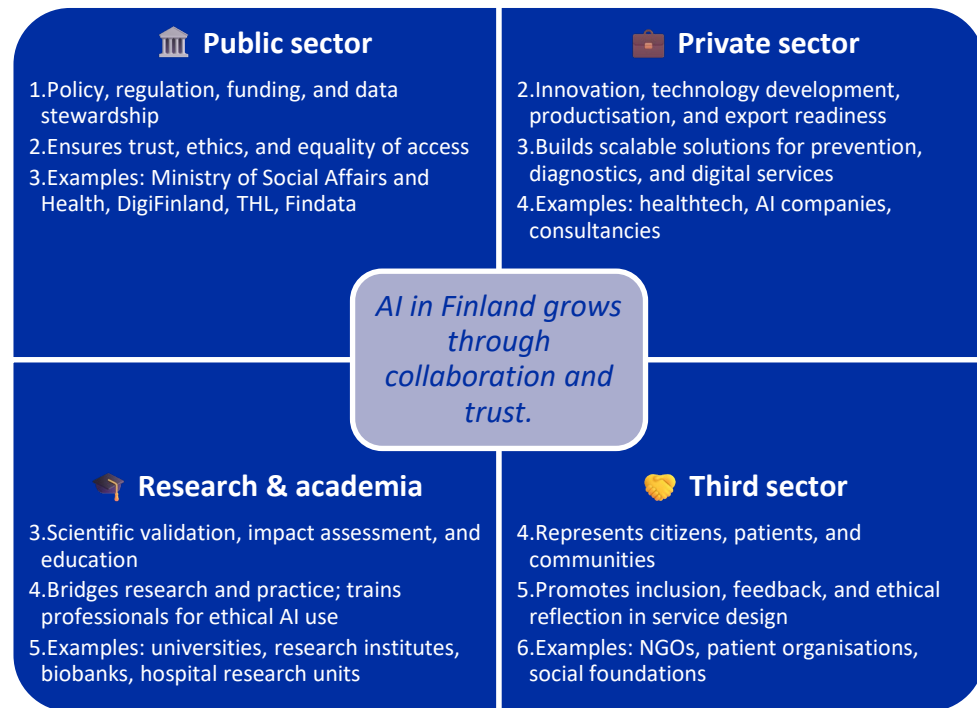 Public sector
1.Policy, regulation, funding, and data
stewardship
2.Ensures trust, ethics, and equality of access
3.Examples: Ministry of Social Affairs and
Health, DigiFinland, THL, Findata
Private sector
2.Innovation, technology development,
productisation, and export readiness
3.Builds scalable solutions for prevention,
diagnostics, and digital services
4.Examples: healthtech, AI companies,
consultancies
AI in Finland grows
through
collaboration and
trust.
Research & academia
3.Scientific validation, impact assessment, and
education
4.Bridges research and practice; trains
professionals for ethical AI use
5.Examples: universities, research institutes,
biobanks, hospital research units
Third sector
4.Represents citizens, patients, and
communities
5.Promotes inclusion, feedback, and ethical
reflection in service design
6.Examples: NGOs, patient organisations,
social foundations